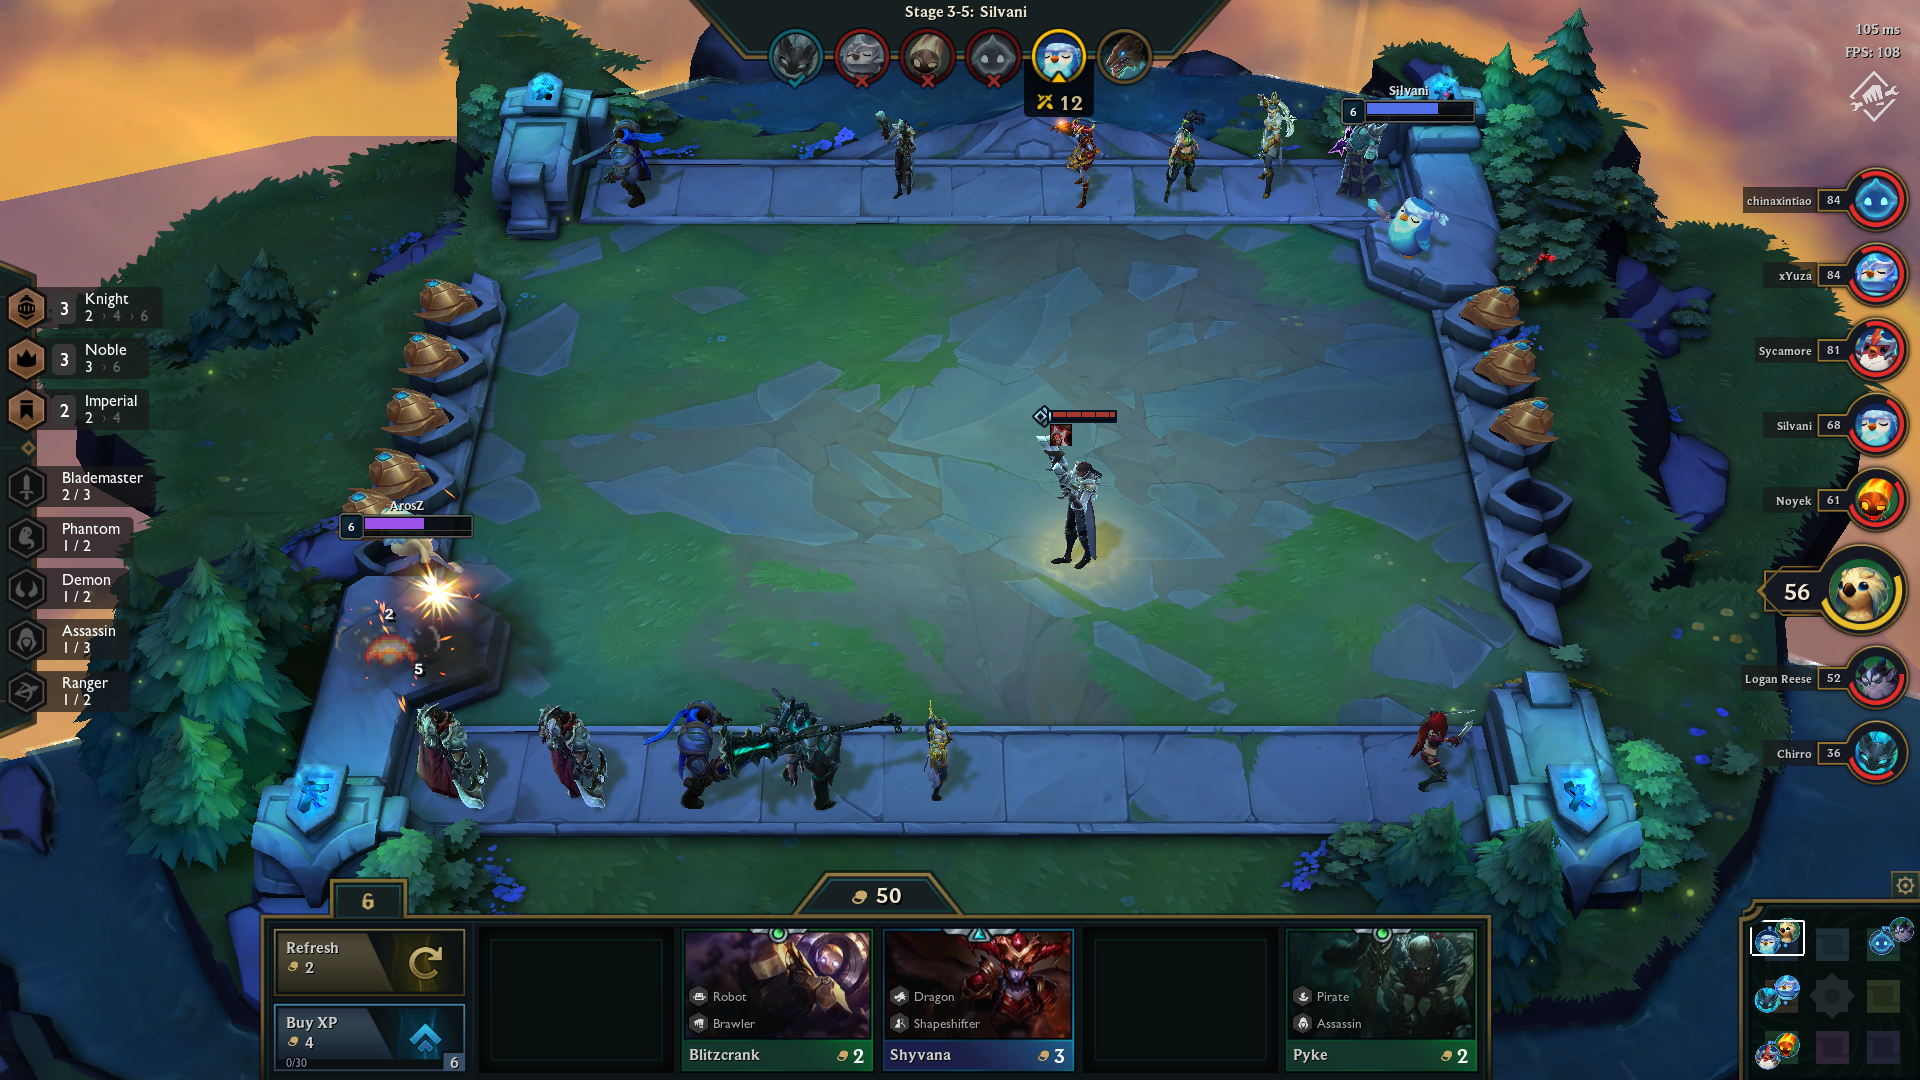 Stage 3-5: Silvani
105 ms
FPS: 108
12
Silvani
6
chinaxintiao 84
xYuza 84
Sycamore 81
Silvani 68
Noyek 61
56
Logan Reese 52
Chirro 36
3 Knight
2 › 4 › 6
3 Noble
3 › 6
2 Imperial
2 › 4
Blademaster
2 / 3
Phantom
1 / 2
Demon
1 / 2
Assassin
1 / 3
Ranger
1 / 2
ArosZ
6
2
5
6
50
Refresh
2
Buy XP
4
0/30
6
Robot
Brawler
Blitzcrank 2
Dragon
Shapeshifter
Shyvana 3
Pirate
Assassin
Pyke 2